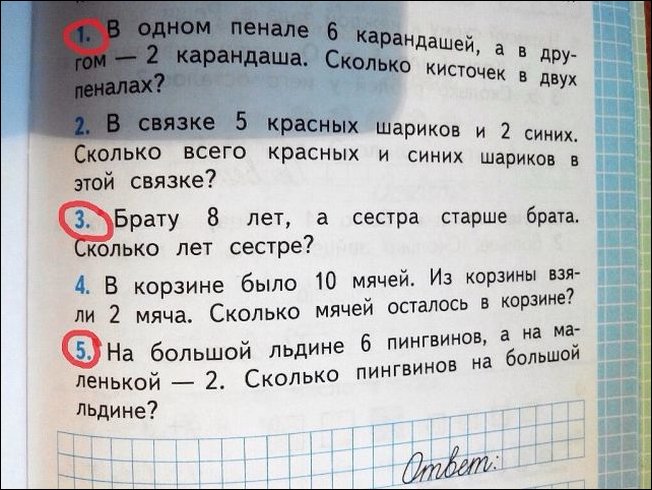 1. В одном пенале 6 карандашей, а в дру-
гом — 2 карандаша. Сколько кисточек в двух
пеналах?
2. В связке 5 красных шариков и 2 синих.
Сколько всего красных и синих шариков в
этой связке?
3. Брату 8 лет, а сестра старше брата.
Сколько лет сестре?
4. В корзине было 10 мячей. Из корзины взя-
ли 2 мяча. Сколько мячей осталось в корзине?
5. На большой льдине 6 пингвинов, а на ма-
ленькой — 2. Сколько пингвинов на большой
льдине?
Ответ: